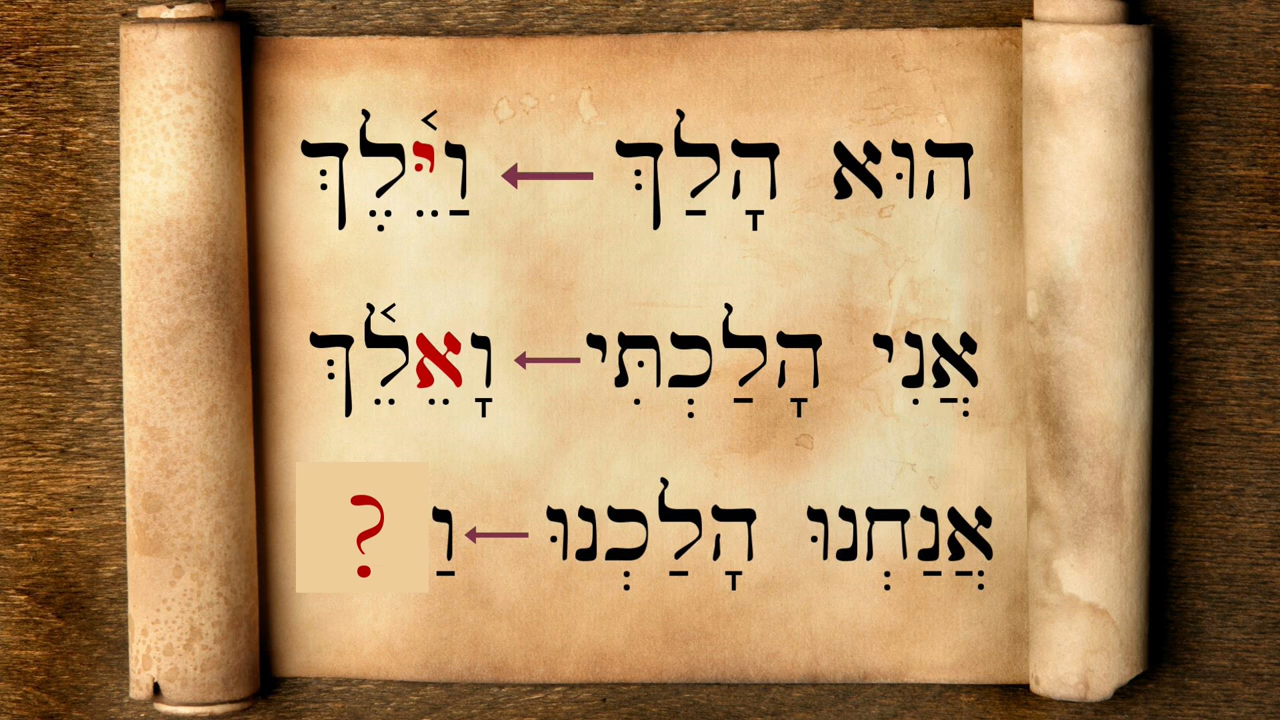 הוּא הָלַךְ ← וַיֵּ֫לֶךְ
אֲנִי הָלַכְתִּי ← וָאֵלֵ֫ךְ
אֲנַחְנוּ הָלַכְנוּ ← וַ ?